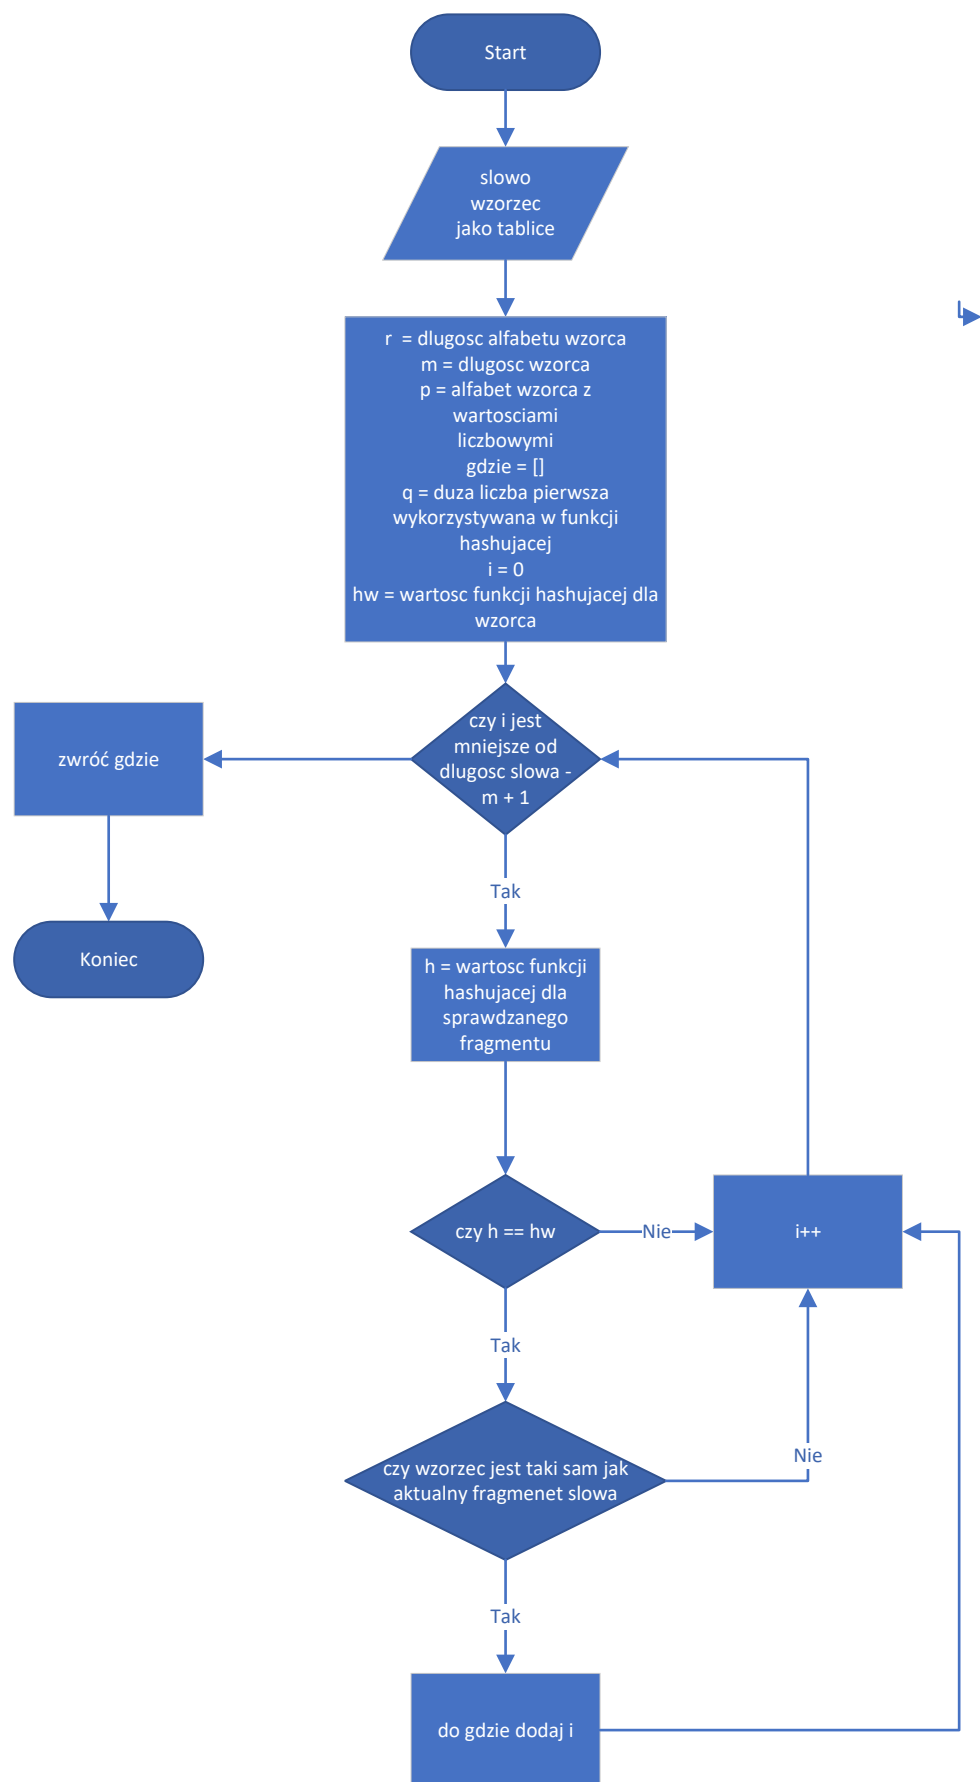 Start
slowo
wzorzec
jako tablice
r  = dlugosc alfabetu wzorca
m = dlugosc wzorca
p = alfabet wzorca z
wartosciami
liczbowymi
gdzie = []
q = duza liczba pierwsza
wykorzystywana w funkcji
hashujacej
i = 0
hw = wartosc funkcji hashujacej dla
wzorca
czy i jest
mniejsze od
dlugosc slowa -
m + 1
zwróć gdzie
Tak
Koniec
h = wartosc funkcji
hashujacej dla
sprawdzanego
fragmentu
czy h == hw
Nie
i++
Tak
czy wzorzec jest taki sam jak
aktualny fragmenet slowa
Nie
Tak
do gdzie dodaj i